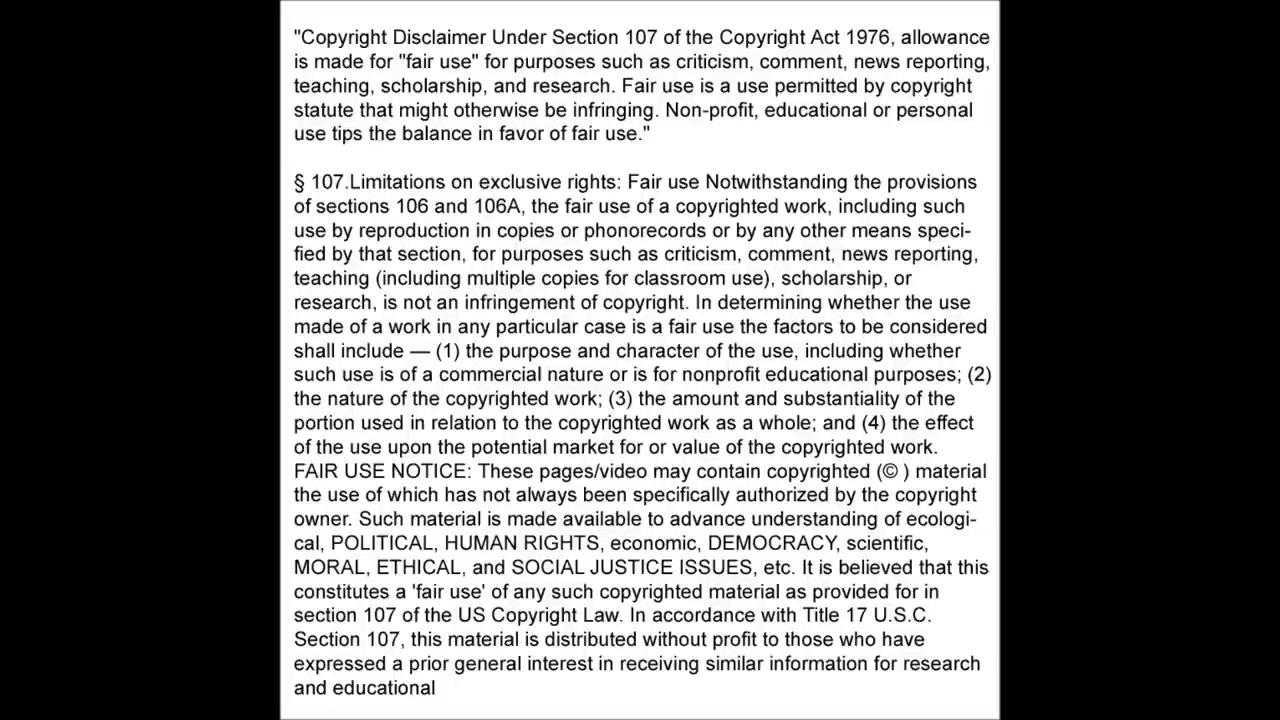 "Copyright Disclaimer Under Section 107 of the Copyright Act 1976, allowance
is made for "fair use" for purposes such as criticism, comment, news reporting,
teaching, scholarship, and research. Fair use is a use permitted by copyright
statute that might otherwise be infringing. Non-profit, educational or personal
use tips the balance in favor of fair use."
§ 107.Limitations on exclusive rights: Fair use Notwithstanding the provisions
of sections 106 and 106A, the fair use of a copyrighted work, including such
use by reproduction in copies or phonorecords or by any other means speci-
fied by that section, for purposes such as criticism, comment, news reporting,
teaching (including multiple copies for classroom use), scholarship, or
research, is not an infringement of copyright. In determining whether the use
made of a work in any particular case is a fair use the factors to be considered
shall include — (1) the purpose and character of the use, including whether
such use is of a commercial nature or is for nonprofit educational purposes; (2)
the nature of the copyrighted work; (3) the amount and substantiality of the
portion used in relation to the copyrighted work as a whole; and (4) the effect
of the use upon the potential market for or value of the copyrighted work.
FAIR USE NOTICE: These pages/video may contain copyrighted (© ) material
the use of which has not always been specifically authorized by the copyright
owner. Such material is made available to advance understanding of ecologi-
cal, POLITICAL, HUMAN RIGHTS, economic, DEMOCRACY, scientific,
MORAL, ETHICAL, and SOCIAL JUSTICE ISSUES, etc. It is believed that this
constitutes a 'fair use' of any such copyrighted material as provided for in
section 107 of the US Copyright Law. In accordance with Title 17 U.S.C.
Section 107, this material is distributed without profit to those who have
expressed a prior general interest in receiving similar information for research
and educational